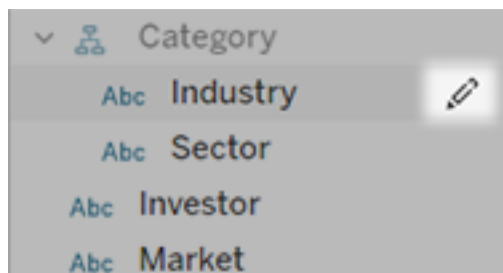 Category
Abc Industry
Abc Sector
Abc Investor
Abc Market